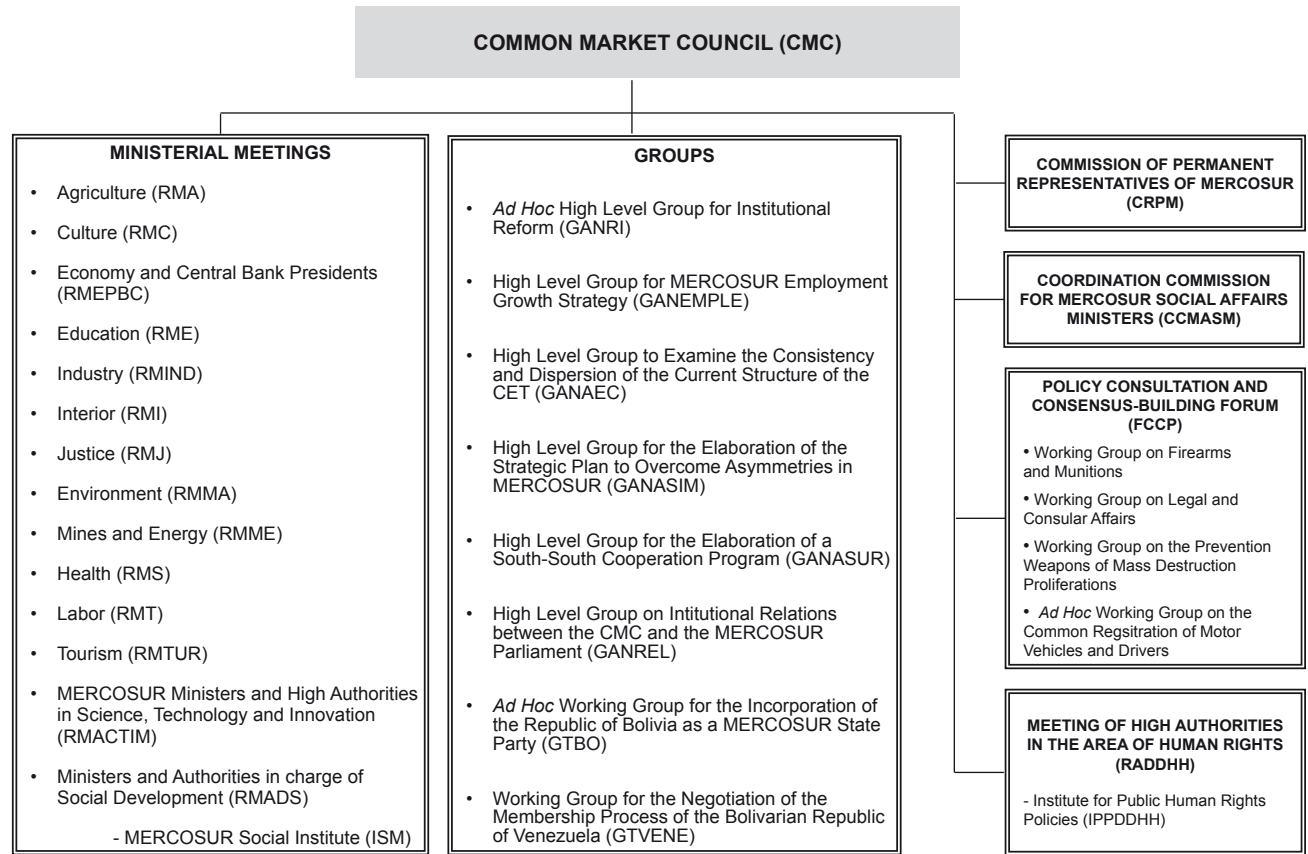 COMMON MARKET COUNCIL (CMC)
MINISTERIAL MEETINGS
• Agriculture (RMA)
• Culture (RMC)
• Economy and Central Bank Presidents
(RMEPBC)
• Education (RME)
• Industry (RMIND)
• Interior (RMI)
• Justice (RMJ)
• Environment (RMMA)
• Mines and Energy (RMME)
• Health (RMS)
• Labor (RMT)
• Tourism (RMTUR)
• MERCOSUR Ministers and High Authorities
in Science, Technology and Innovation
(RMACTIM)
• Ministers and Authorities in charge of
Social Development (RMADS)
- MERCOSUR Social Institute (ISM)
GROUPS
• Ad Hoc High Level Group for Institutional
Reform (GANRI)
• High Level Group for MERCOSUR Employment
Growth Strategy (GANEMPLE)
• High Level Group to Examine the Consistency
and Dispersion of the Current Structure of the
CET (GANAEC)
• High Level Group for the Elaboration of the
Strategic Plan to Overcome Asymmetries in
MERCOSUR (GANASIM)
• High Level Group for the Elaboration of a
South-South Cooperation Program (GANASUR)
• High Level Group on Intitutional Relations
between the CMC and the MERCOSUR
Parliament (GANREL)
• Ad Hoc Working Group for the Incorporation of
the Republic of Bolivia as a MERCOSUR State
Party (GTBO)
• Working Group for the Negotiation of the
Membership Process of the Bolivarian Republic
of Venezuela (GTVENE)
COMMISSION OF PERMANENT
REPRESENTATIVES OF MERCOSUR
(CRPM)
COORDINATION COMMISSION
FOR MERCOSUR SOCIAL AFFAIRS
MINISTERS (CCMASM)
POLICY CONSULTATION AND
CONSENSUS-BUILDING FORUM
(FCCP)
• Working Group on Firearms
and Munitions
• Working Group on Legal and
Consular Affairs
• Working Group on the Prevention
Weapons of Mass Destruction
Proliferations
• Ad Hoc Working Group on the
Common Regsitration of Motor
Vehicles and Drivers
MEETING OF HIGH AUTHORITIES
IN THE AREA OF HUMAN RIGHTS
(RADDHH)
- Institute for Public Human Rights
Policies (IPPDDHH)